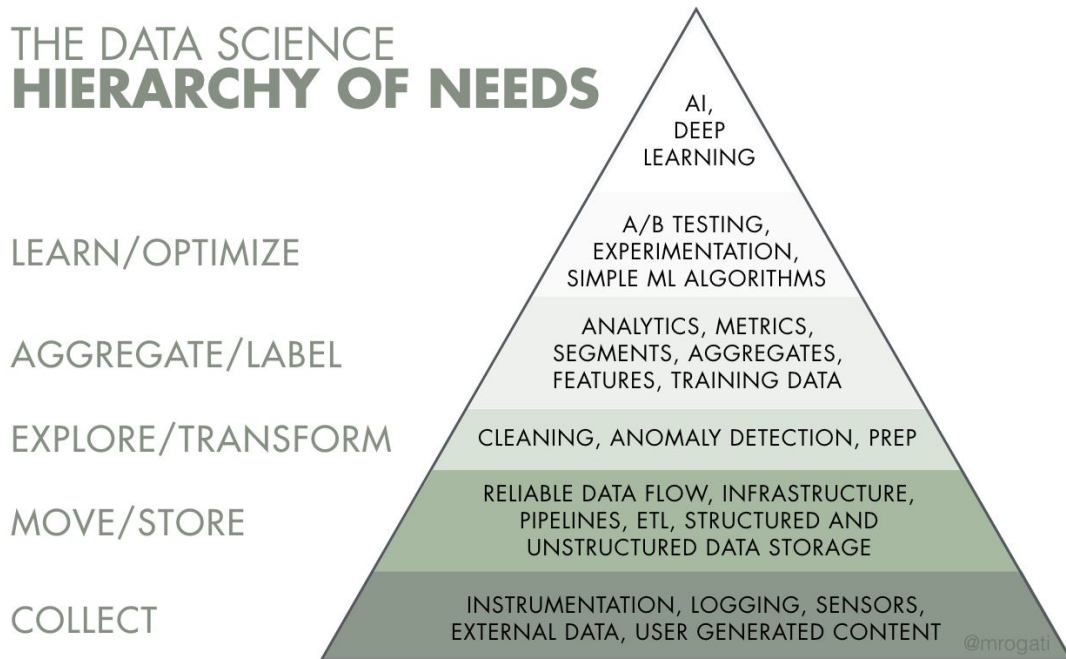 THE DATA SCIENCE
HIERARCHY OF NEEDS
AI,
DEEP
LEARNING
LEARN/OPTIMIZE
A/B TESTING,
EXPERIMENTATION,
SIMPLE ML ALGORITHMS
AGGREGATE/LABEL
ANALYTICS, METRICS,
SEGMENTS, AGGREGATES,
FEATURES, TRAINING DATA
EXPLORE/TRANSFORM
CLEANING, ANOMALY DETECTION, PREP
MOVE/STORE
RELIABLE DATA FLOW, INFRASTRUCTURE,
PIPELINES, ETL, STRUCTURED AND
UNSTRUCTURED DATA STORAGE
COLLECT
INSTRUMENTATION, LOGGING, SENSORS,
EXTERNAL DATA, USER GENERATED CONTENT
@mrogati